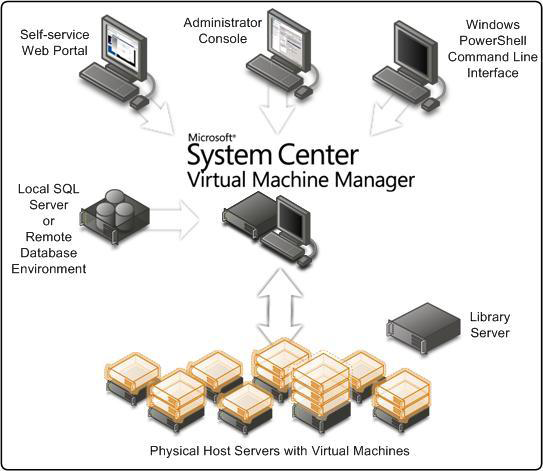 Self-service
Web Portal
Administrator
Console
Windows
PowerShell
Command Line
Interface
Microsoft®
System Center
Virtual Machine Manager
Local SQL
Server
or
Remote
Database
Environment
Library
Server
Physical Host Servers with Virtual Machines